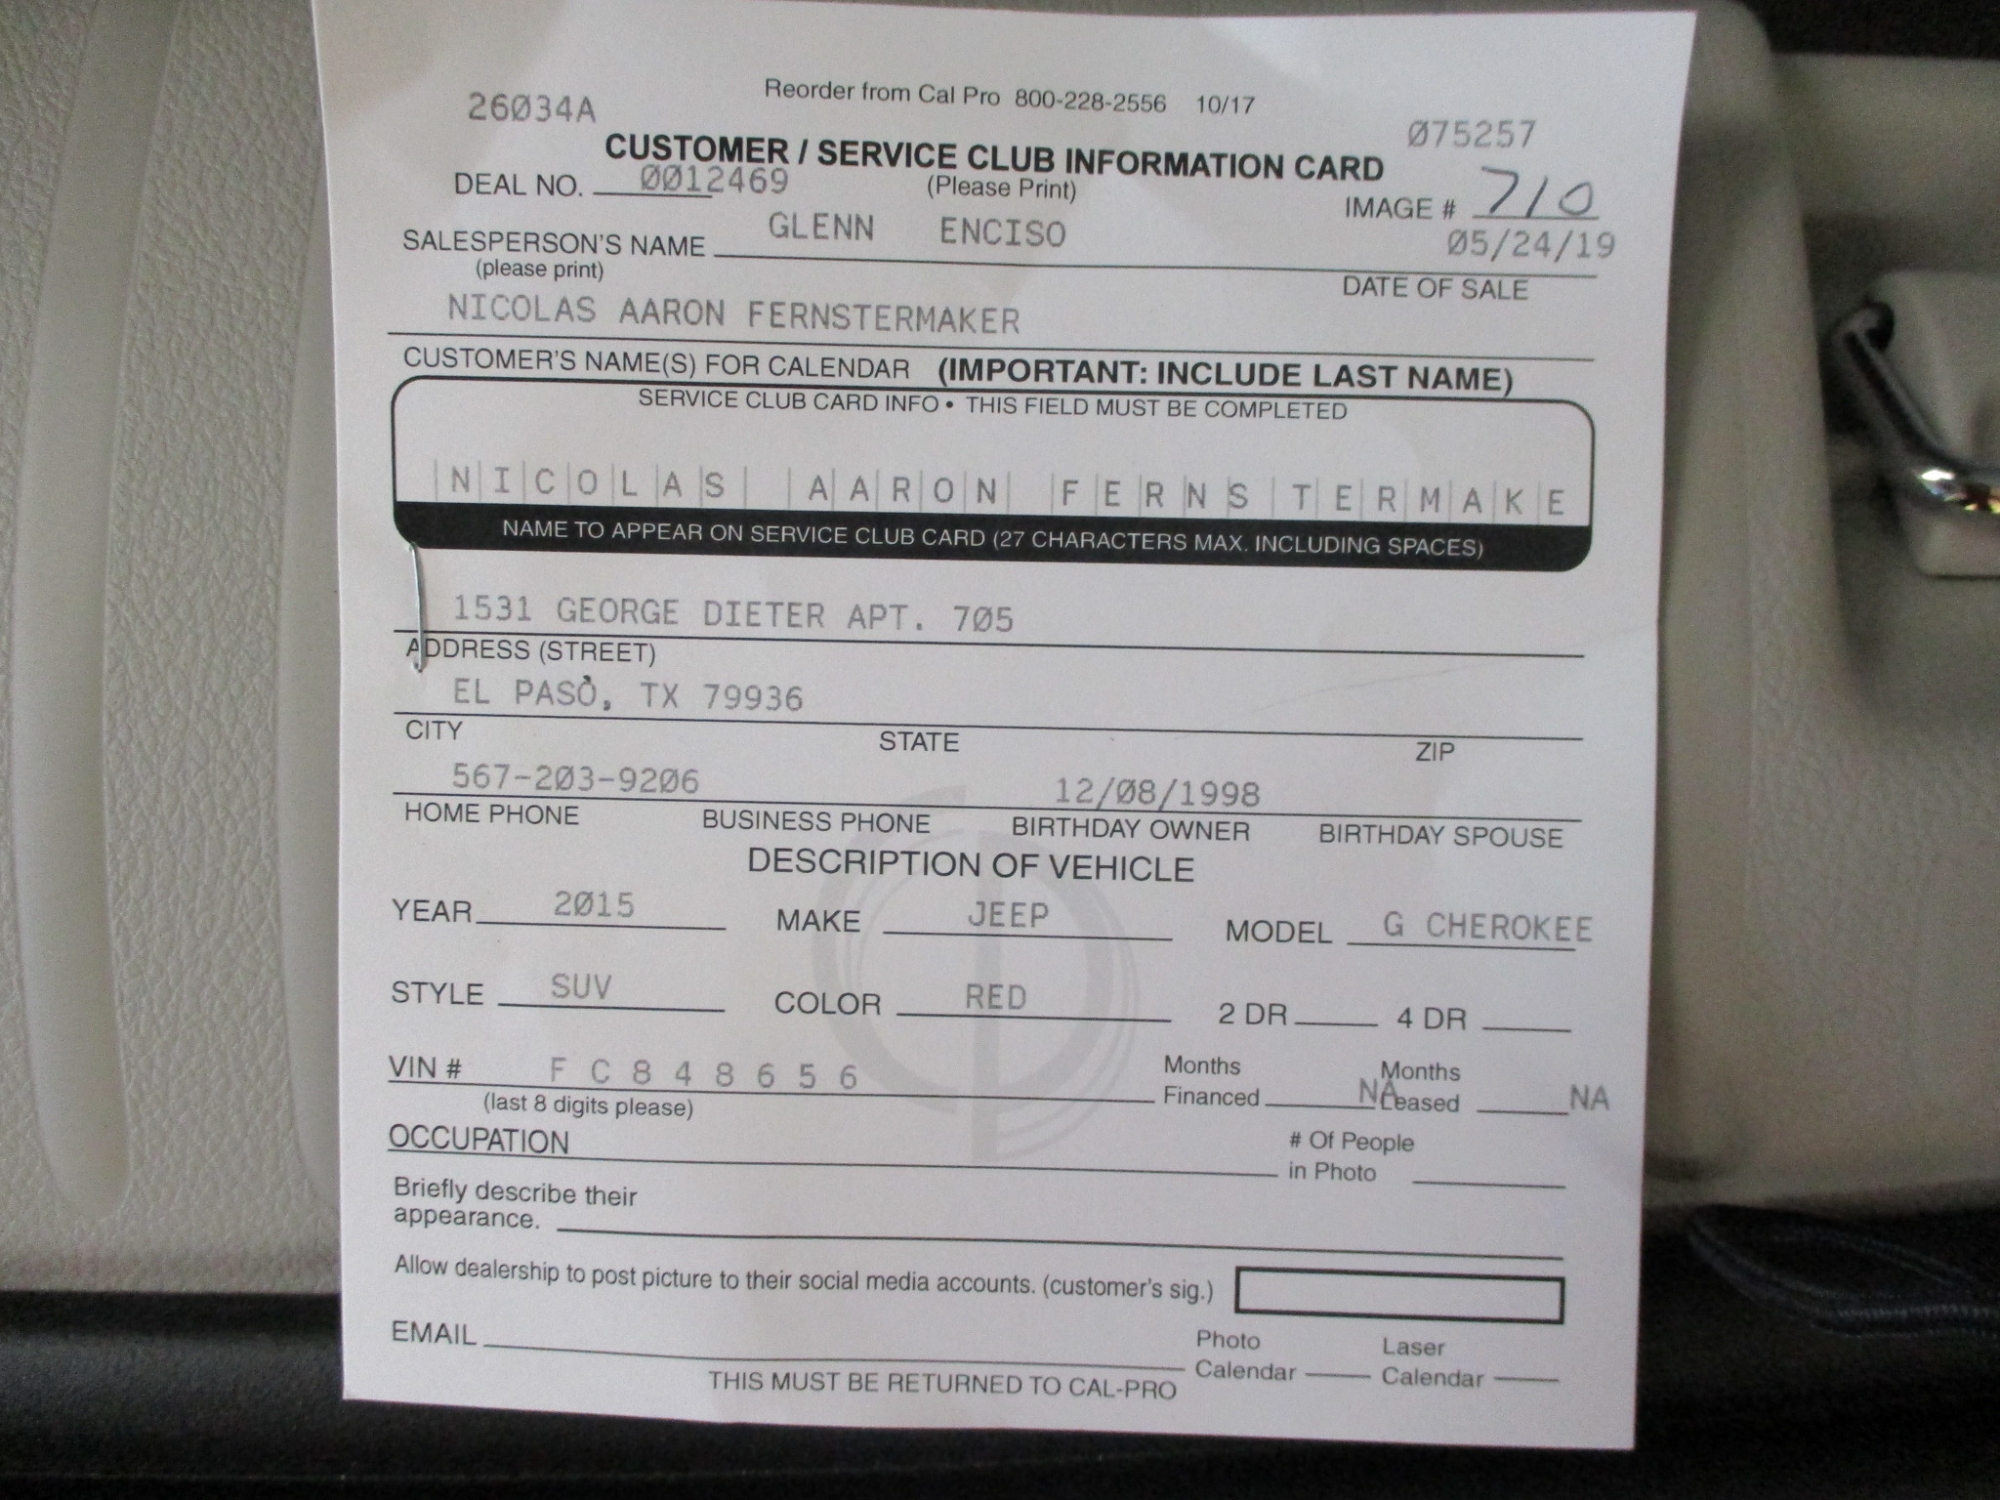 Reorder from Cal Pro 800-228-2556 10/17
26Ø34A Ø75257
CUSTOMER / SERVICE CLUB INFORMATION CARD
DEAL NO. ØØ12469 (Please Print) IMAGE # 710
SALESPERSON'S NAME GLENN ENCISO Ø5/24/19
(please print) DATE OF SALE
NICOLAS AARON FERNSTERMAKER
CUSTOMER'S NAME(S) FOR CALENDAR (IMPORTANT: INCLUDE LAST NAME)
SERVICE CLUB CARD INFO • THIS FIELD MUST BE COMPLETED
NICOLAS AARON FERNSTERMAKE
NAME TO APPEAR ON SERVICE CLUB CARD (27 CHARACTERS MAX. INCLUDING SPACES)
1531 GEORGE DIETER APT. 7Ø5
ADDRESS (STREET)
EL PASO, TX 79936
CITY STATE ZIP
567-2Ø3-92Ø6 12/Ø8/1998
HOME PHONE BUSINESS PHONE BIRTHDAY OWNER BIRTHDAY SPOUSE
DESCRIPTION OF VEHICLE
YEAR 2Ø15 MAKE JEEP MODEL G CHEROKEE
STYLE SUV COLOR RED 2 DR 4 DR
VIN # F C 8 4 8 6 5 6 Months Financed NA Months Leased NA
(last 8 digits please)
OCCUPATION # Of People in Photo
Briefly describe their
appearance.
Allow dealership to post picture to their social media accounts. (customer's sig.)
EMAIL Photo Calendar Laser Calendar
THIS MUST BE RETURNED TO CAL-PRO